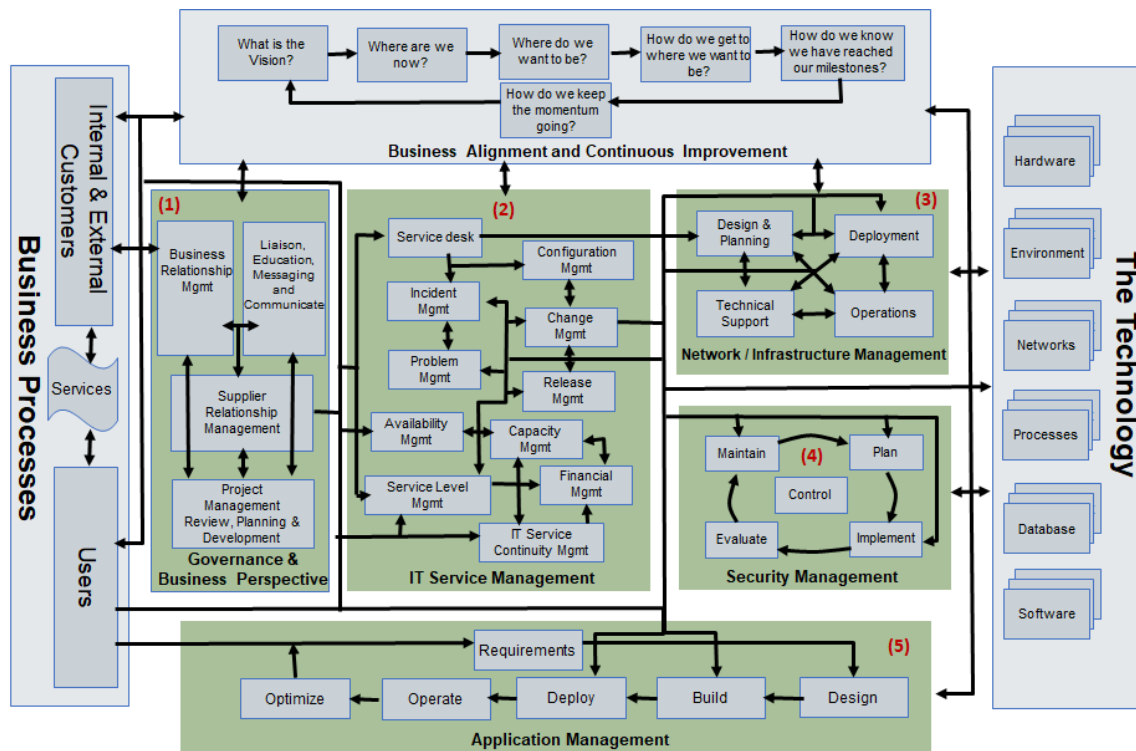 What is the
Vision?
Where are we
now?
Where do we
want to be?
How do we get to
where we want to
be?
How do we know
we have reached
our milestones?
How do we keep
the momentum
going?
Business Alignment and Continuous Improvement
Business Processes
Internal & External
Customers
Services
Users
(1)
Business
Relationship
Mgmt
Liaison,
Education,
Messaging
and
Communicate
Supplier
Relationship
Management
Project
Management
Review, Planning &
Development
Governance &
Business Perspective
(2)
Service desk
Configuration
Mgmt
Incident
Mgmt
Change
Mgmt
Problem
Mgmt
Release
Mgmt
Availability
Mgmt
Capacity
Mgmt
Service Level
Mgmt
Financial
Mgmt
IT Service
Continuity Mgmt
IT Service Management
(3)
Design &
Planning
Deployment
Technical
Support
Operations
Network / Infrastructure Management
Maintain
(4)
Plan
Control
Evaluate
Implement
Security Management
(5)
Requirements
Optimize
Operate
Deploy
Build
Design
Application Management
The Technology
Hardware
Environment
Networks
Processes
Database
Software